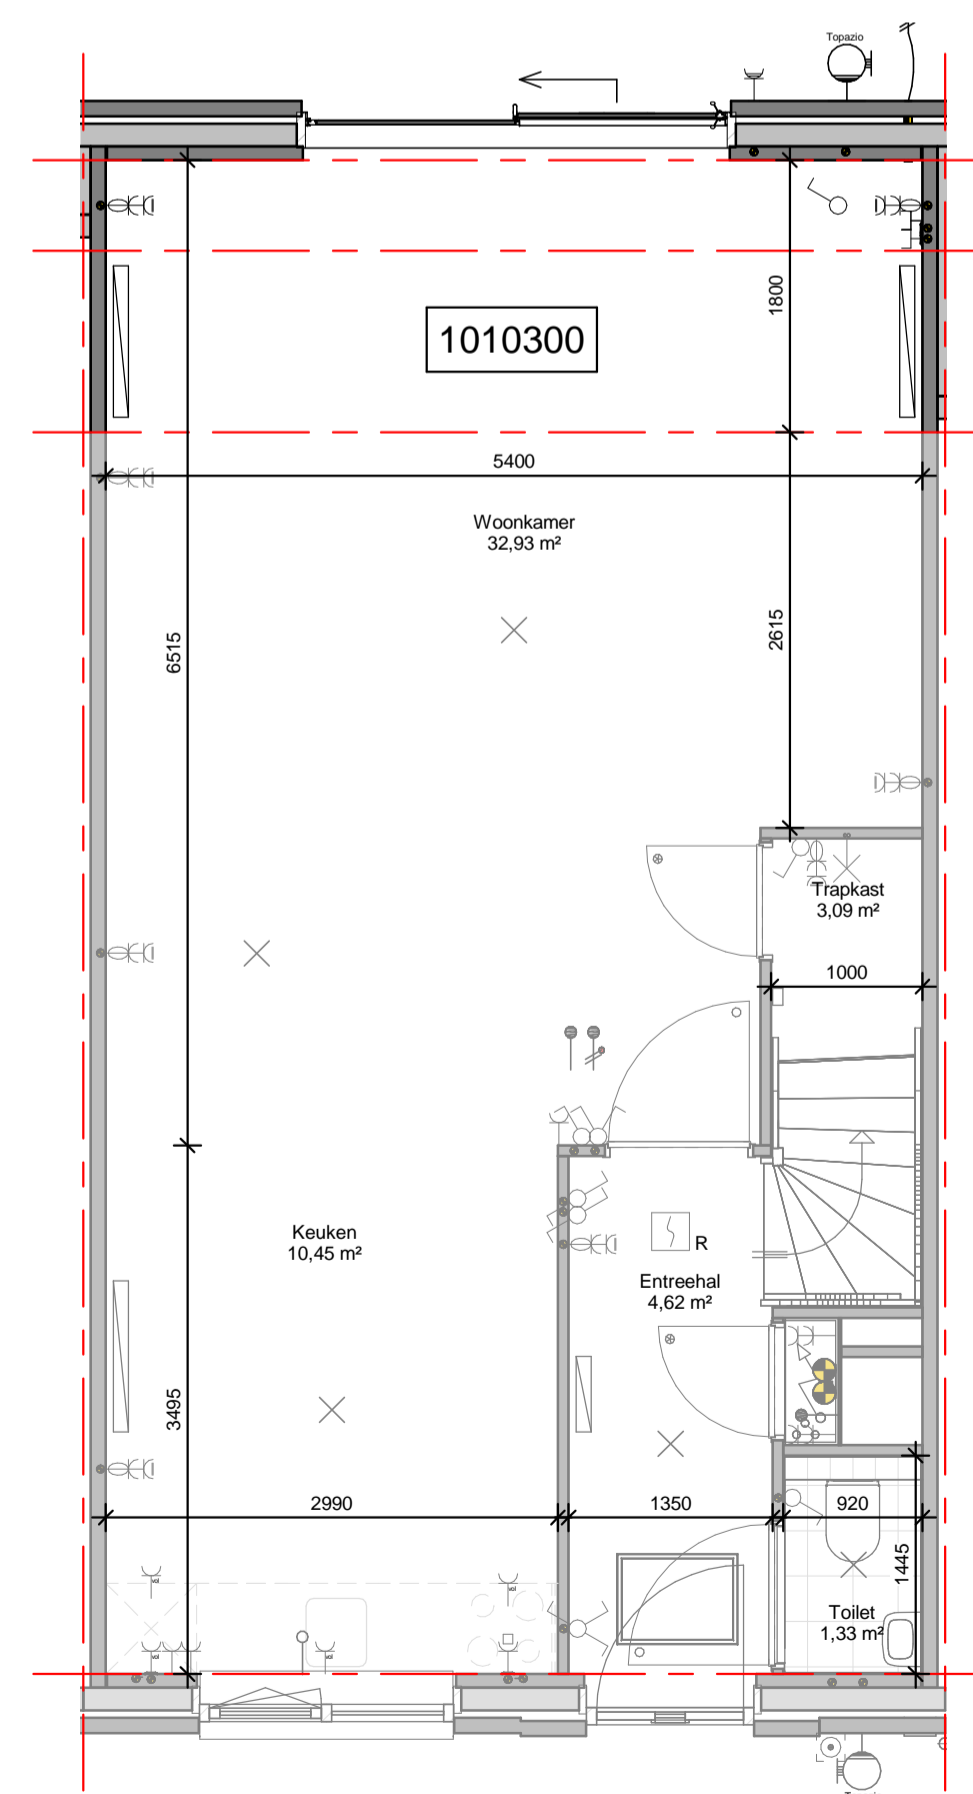 Topazio
1010300
1800
5400
Woonkamer
32,93 m²
6515
2615
Trapkast
3,09 m²
1000
Keuken
10,45 m²
R
Entreehal
4,62 m²
3495
2990
1350
920
1445
Toilet
1,33 m²